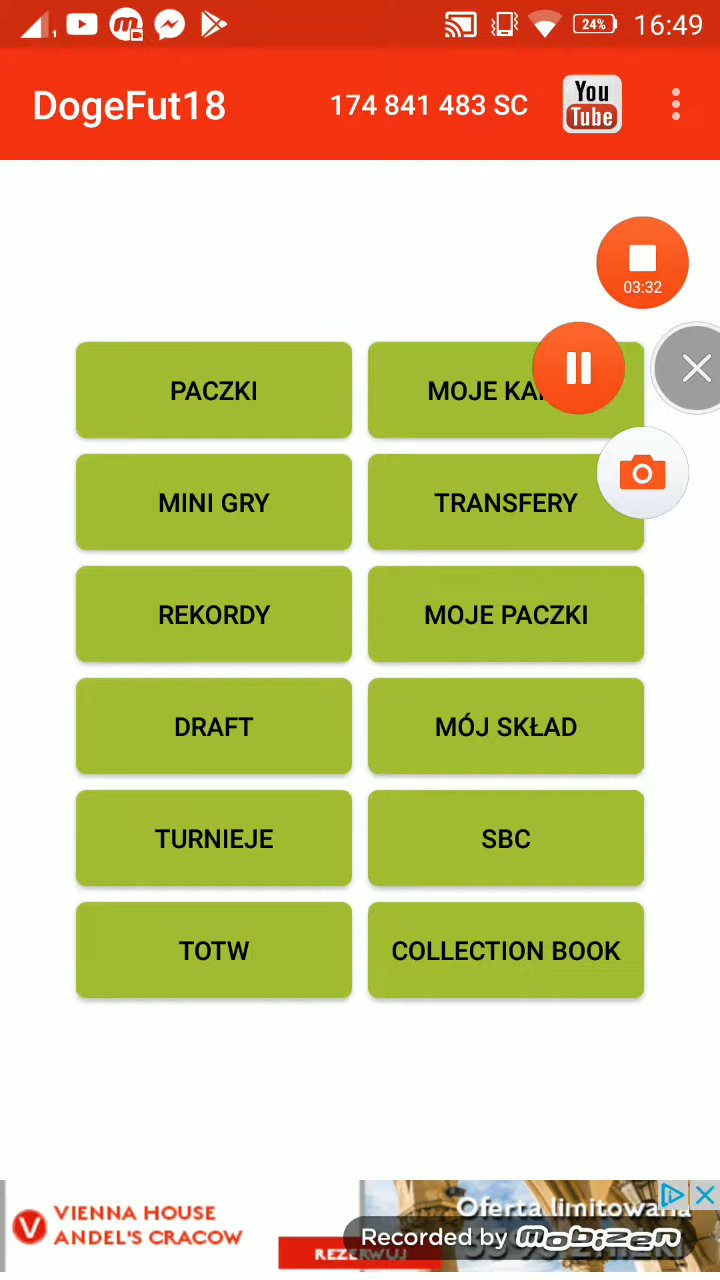 24% 16:49
DogeFut18 174 841 483 SC You Tube
03:32
PACZKI MOJE
MINI GRY TRANSFERY
REKORDY MOJE PACZKI
DRAFT MÓJ SKŁAD
TURNIEJE SBC
TOTW COLLECTION BOOK
VIENNA HOUSE
ANDEL'S CRACOW
Oferta limitowana
REZERWUJ
Recorded by mobizen